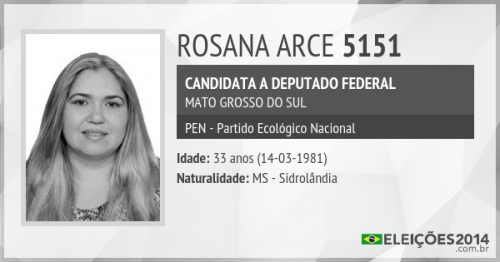 ROSANA ARCE 5151
CANDIDATA A DEPUTADO FEDERAL
MATO GROSSO DO SUL
PEN - Partido Ecológico Nacional
Idade: 33 anos (14-03-1981)
Naturalidade: MS - Sidrolândia
ELEIÇÕES2014
.com.br